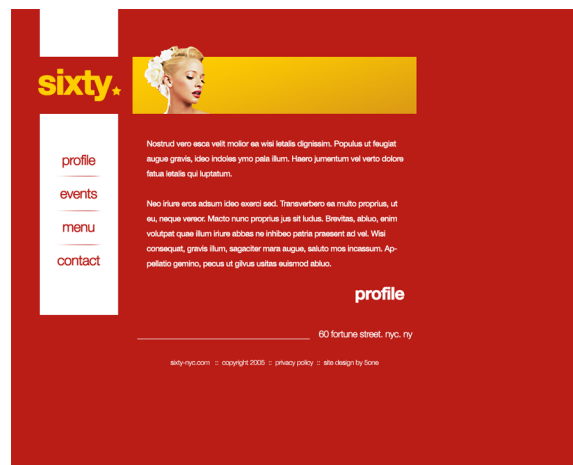 sixty.
profile
events
menu
contact
Nostrud vero esca velit molior ea wisi letalis dignissim. Populus ut feugiat
augue gravis, ideo indoles ymo pala illum. Haero jumentum vel verto dolore
fatua letalis qui luptatum.
Neo iriure eros adsum ideo exerci sed. Transverbero ea multo proprius, ut
eu, neque vereor. Macto nunc proprius jus sit ludus. Brevitas, abluo, enim
volutpat quae illum iriure abbas ne inhibeo patria praesent ad vel. Wisi
consequat, gravis illum, sagaciter mara augue, saluto mos incassum. Ap-
pellatio gemino, pecus ut gilvus usitas euismod abluo.
profile
60 fortune street. nyc. ny
sixty-nyc.com :: copyright 2005 :: privacy policy :: site design by 5one